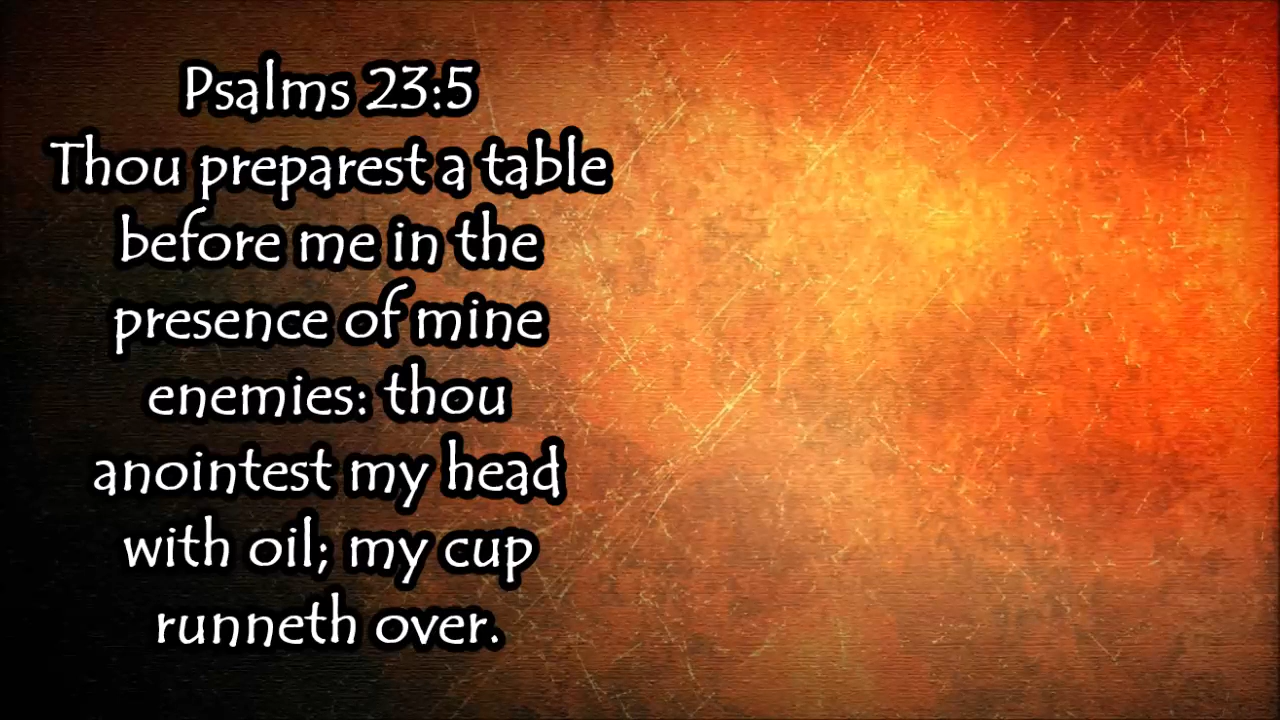 Psalms 23:5
Thou preparest a table
before me in the
presence of mine
enemies: thou
anointest my head
with oil; my cup
runneth over.